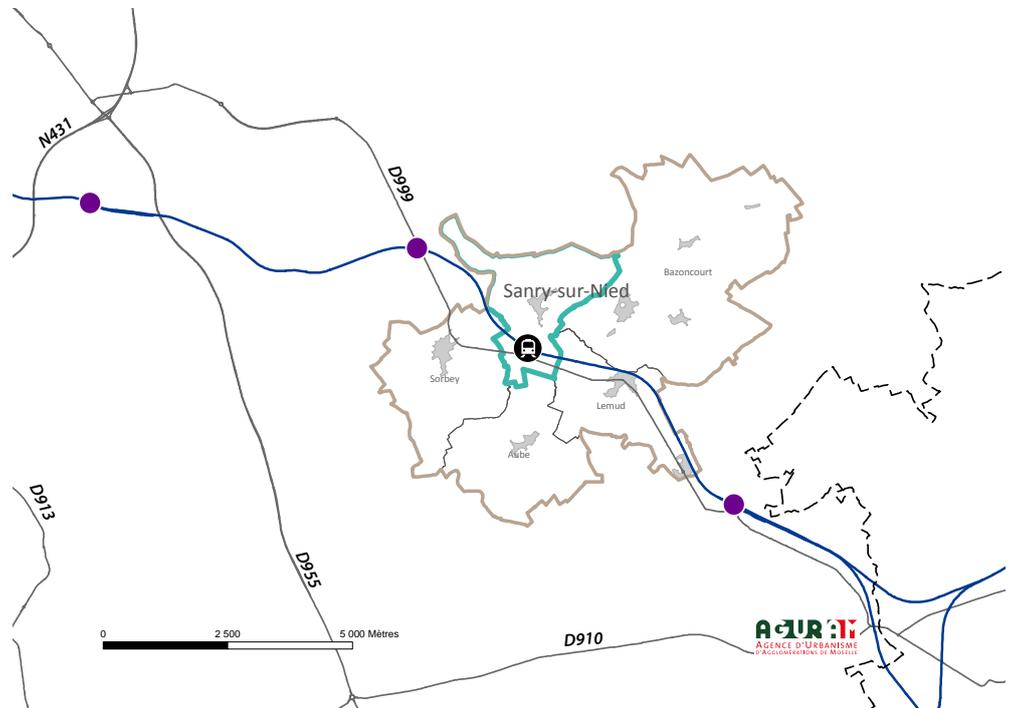 N431
D999
Bazoncourt
Sanry-sur-Nied
Sorbey
Lemud
Aube
D913
D955
0 2 500 5 000 Mètres
D910
AGURAM
AGENCE D'URBANISME
D'AGGLOMÉRATIONS DE MOSELLE